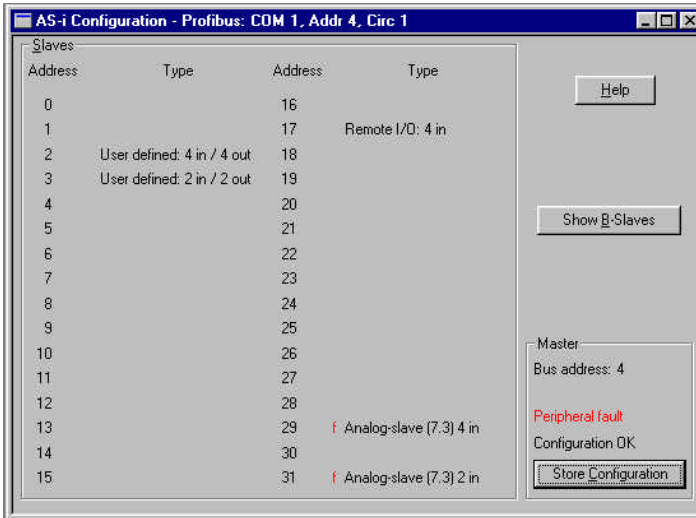 AS-i Configuration - Profibus: COM 1, Addr 4, Circ 1
Slaves
Address Type Address Type
0 16
1 17 Remote I/O: 4 in
2 User defined: 4 in / 4 out 18
3 User defined: 2 in / 2 out 19
4 20
5 21
6 22
7 23
8 24
9 25
10 26
11 27
12 28
13 29 f Analog-slave (7.3) 4 in
14 30
15 31 f Analog-slave (7.3) 2 in
Help
Show B-Slaves
Master
Bus address: 4
Peripheral fault
Configuration OK
Store Configuration